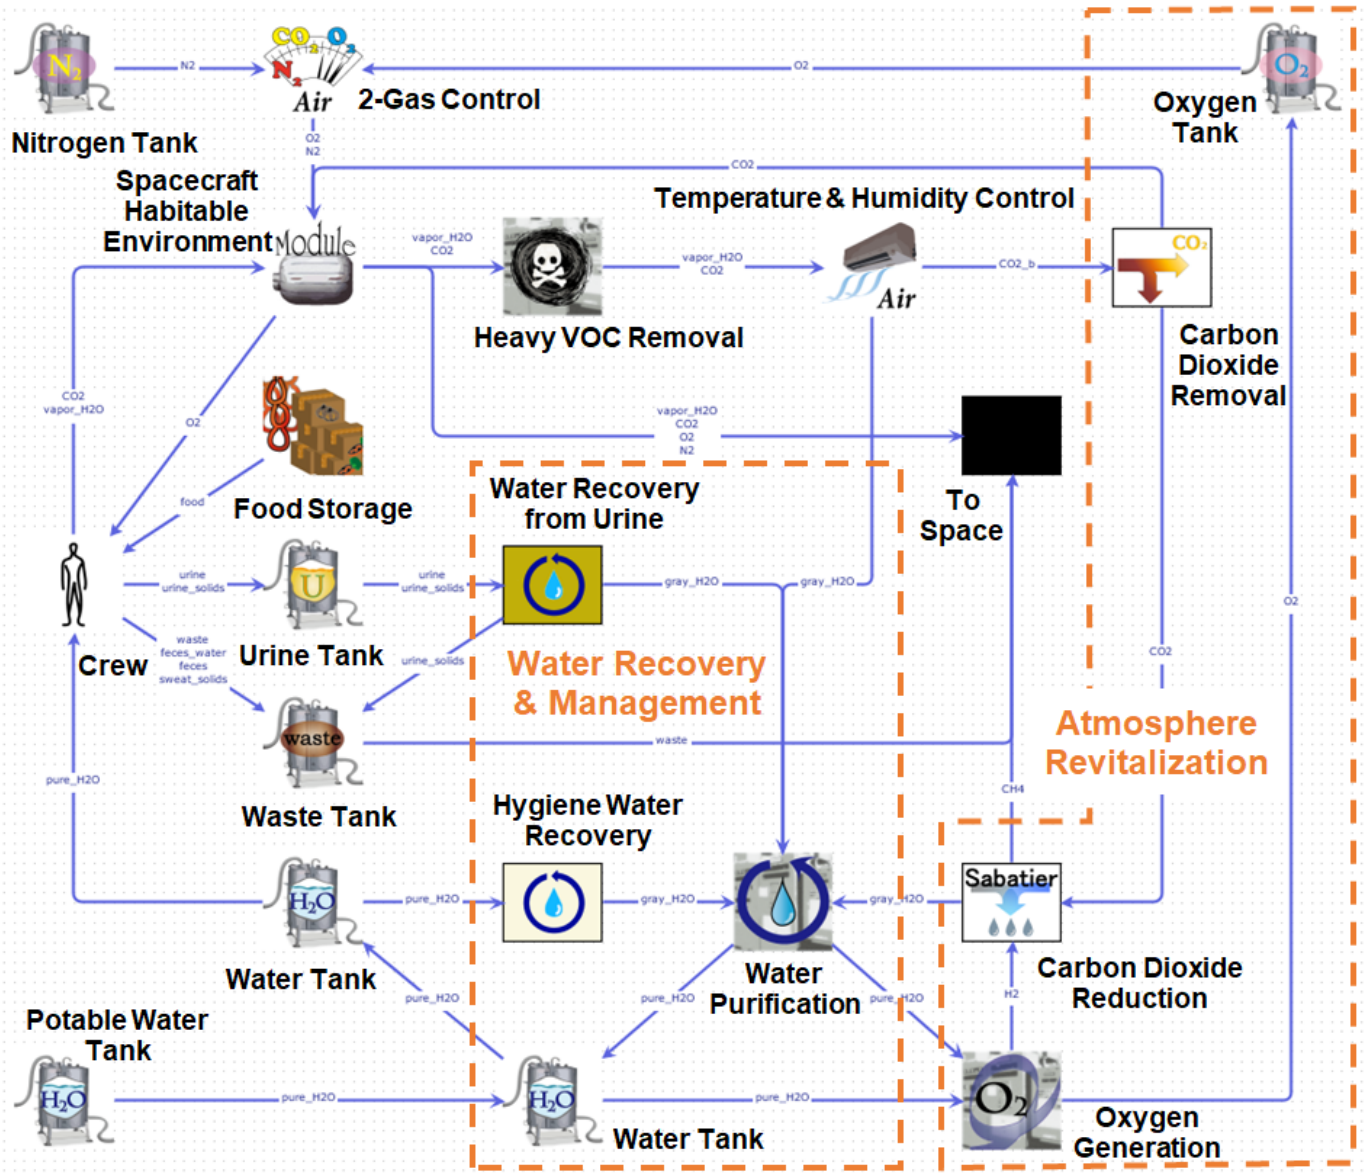 N2
N2
CO2 O2
N2
Air
2-Gas Control
O2
O2
Oxygen
Tank
Nitrogen Tank
O2
N2
CO2
Spacecraft
Habitable
Environment
Module
Temperature & Humidity Control
vapor_H2O
CO2
vapor_H2O
CO2
Air
CO2_b
CO2
Heavy VOC Removal
Carbon
Dioxide
Removal
CO2
vapor_H2O
O2
vapor_H2O
CO2
O2
N2
food
Food Storage
Water Recovery
from Urine
To
Space
urine
urine_solids
U
urine
urine_solids
gray_H2O
gray_H2O
O2
Crew
waste
feces_water
feces
sweat_solids
Urine Tank
urine_solids
Water Recovery
& Management
CO2
Atmosphere
Revitalization
waste
waste
pure_H2O
CH4
Waste Tank
Hygiene Water
Recovery
H2O
pure_H2O
gray_H2O
gray_H2O
Sabatier
Water Tank
pure_H2O
Water
Purification
pure_H2O
pure_H2O
H2
Carbon Dioxide
Reduction
Potable Water
Tank
H2O
pure_H2O
H2O
pure_H2O
O2
Water Tank
Oxygen
Generation